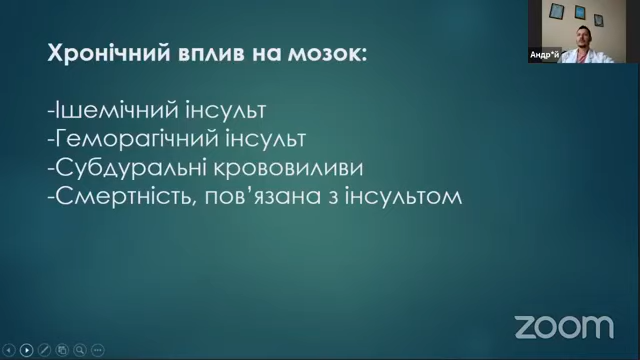 Хронічний вплив на мозок:
-Ішемічний інсульт
-Геморагічний інсульт
-Субдуральні крововиливи
-Смертність, пов’язана з інсультом
Андр*й
zoom